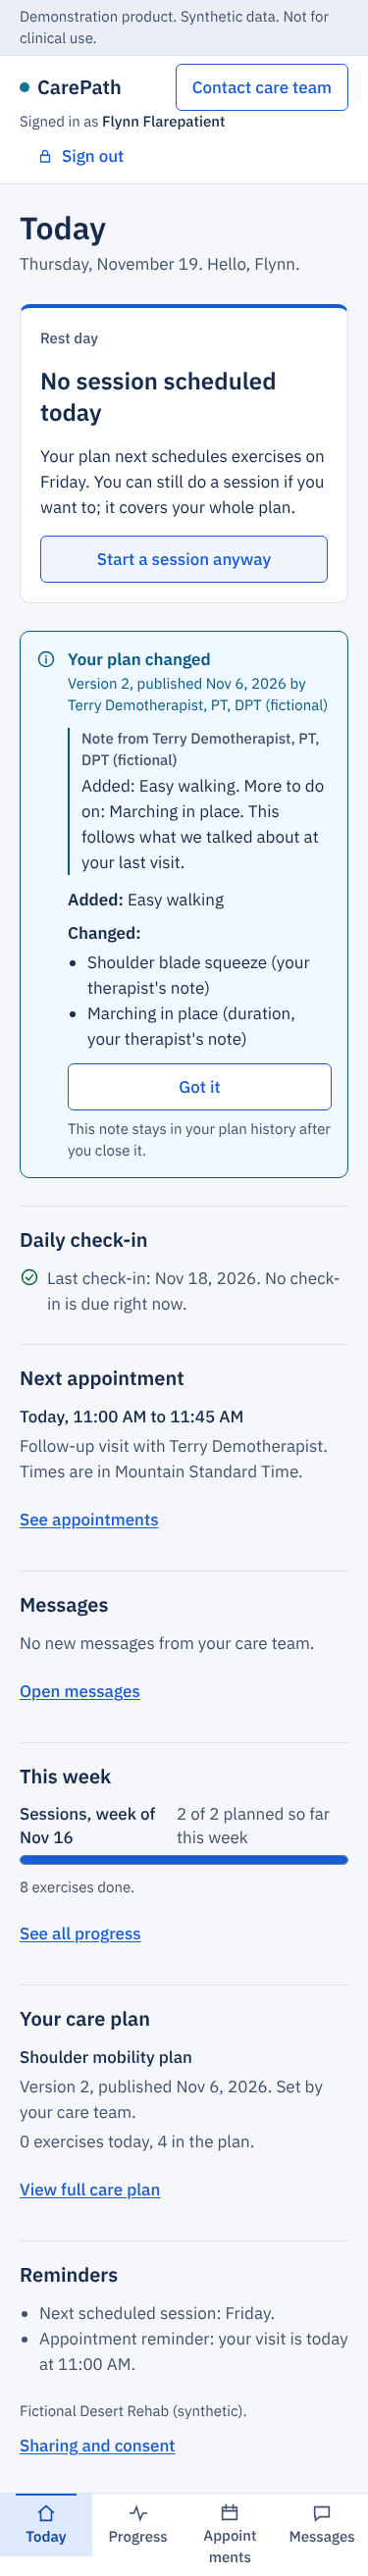 Demonstration product. Synthetic data. Not for
clinical use.
CarePath
Contact care team
Signed in as Flynn Flarepatient
Sign out
Today
Thursday, November 19. Hello, Flynn.
Rest day
No session scheduled
today
Your plan next schedules exercises on
Friday. You can still do a session if you
want to; it covers your whole plan.
Start a session anyway
Your plan changed
Version 2, published Nov 6, 2026 by
Terry Demotherapist, PT, DPT (fictional)
Note from Terry Demotherapist, PT,
DPT (fictional)
Added: Easy walking. More to do
on: Marching in place. This
follows what we talked about at
your last visit.
Added: Easy walking
Changed:
• Shoulder blade squeeze (your
therapist's note)
• Marching in place (duration,
your therapist's note)
Got it
This note stays in your plan history after
you close it.
Daily check-in
Last check-in: Nov 18, 2026. No check-
in is due right now.
Next appointment
Today, 11:00 AM to 11:45 AM
Follow-up visit with Terry Demotherapist.
Times are in Mountain Standard Time.
See appointments
Messages
No new messages from your care team.
Open messages
This week
Sessions, week of
Nov 16
2 of 2 planned so far
this week
8 exercises done.
See all progress
Your care plan
Shoulder mobility plan
Version 2, published Nov 6, 2026. Set by
your care team.
0 exercises today, 4 in the plan.
View full care plan
Reminders
• Next scheduled session: Friday.
• Appointment reminder: your visit is today
at 11:00 AM.
Fictional Desert Rehab (synthetic).
Sharing and consent
Today
Progress
Appoint
ments
Messages